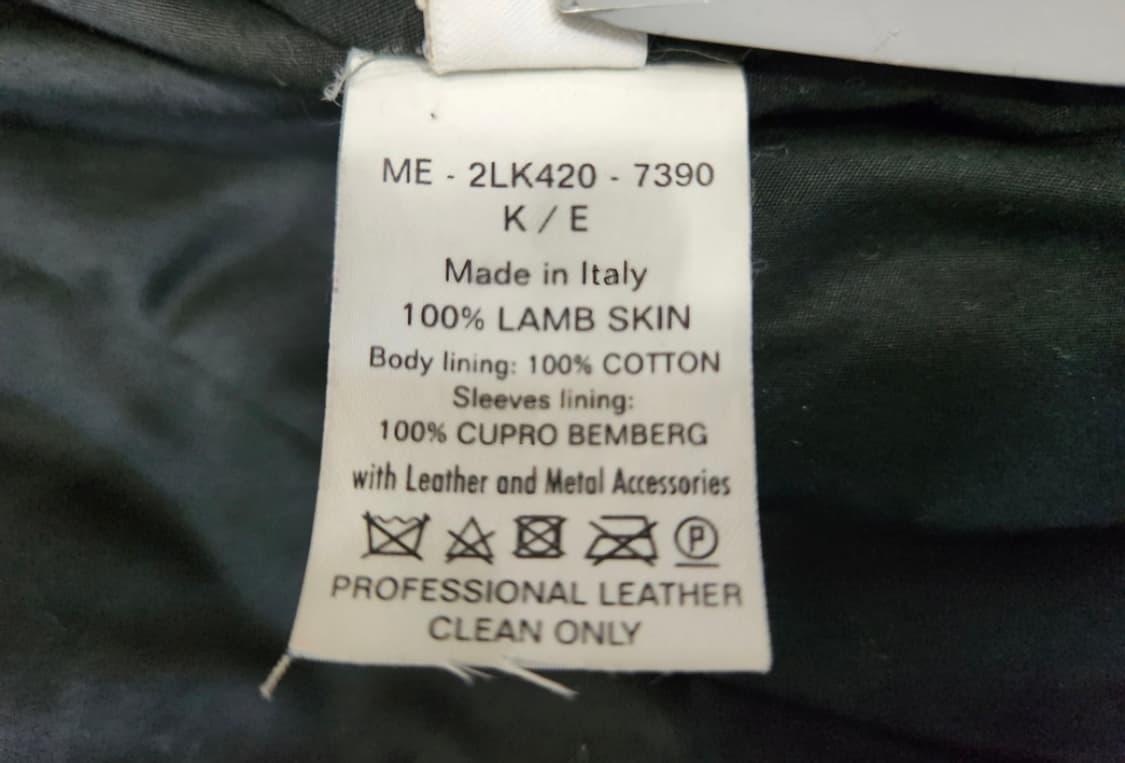 ME - 2LK420 - 7390
K / E
Made in Italy
100% LAMB SKIN
Body lining: 100% COTTON
Sleeves lining:
100% CUPRO BEMBERG
with Leather and Metal Accessories
P
PROFESSIONAL LEATHER
CLEAN ONLY